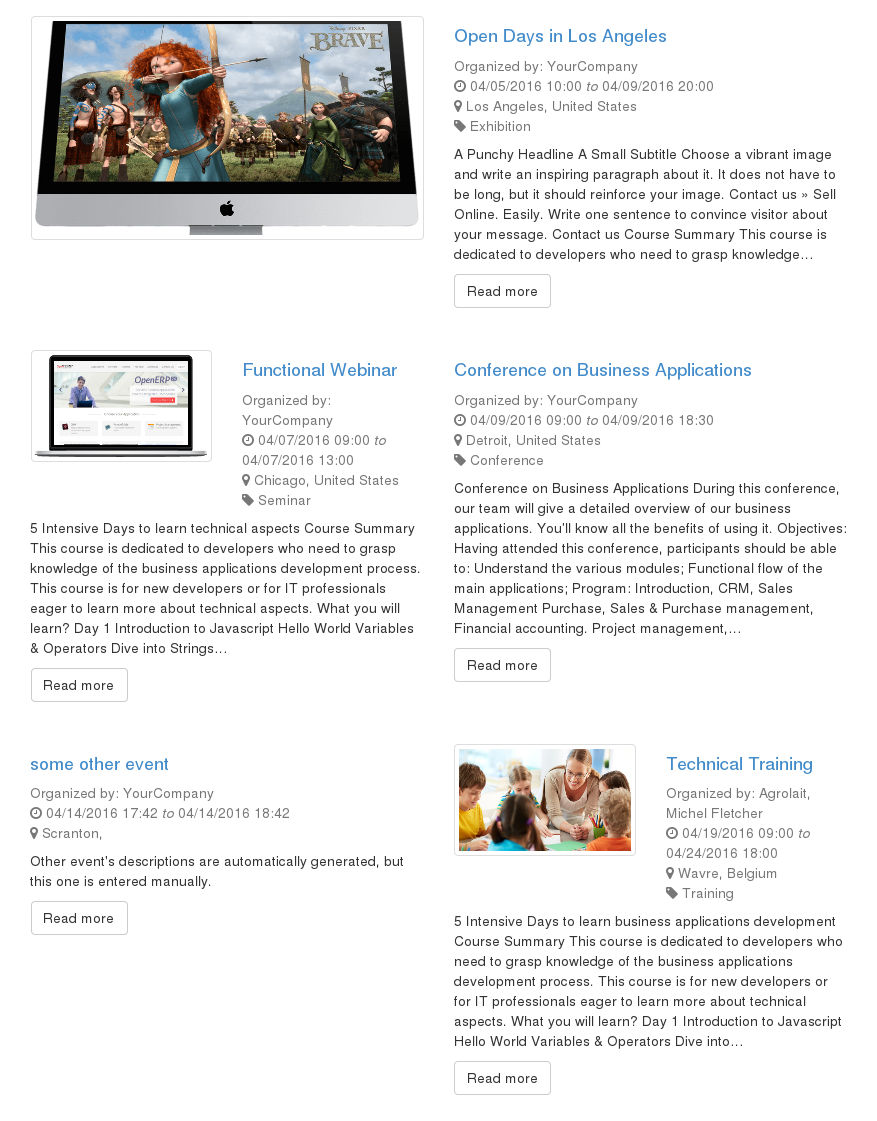 DISNEY · PIXAR
BRAVE
Open Days in Los Angeles
Organized by: YourCompany
04/05/2016 10:00 to 04/09/2016 20:00
Los Angeles, United States
Exhibition
A Punchy Headline A Small Subtitle Choose a vibrant image
and write an inspiring paragraph about it. It does not have to
be long, but it should reinforce your image. Contact us » Sell
Online. Easily. Write one sentence to convince visitor about
your message. Contact us Course Summary This course is
dedicated to developers who need to grasp knowledge…
Read more
OpenERP
Functional Webinar
Organized by:
YourCompany
04/07/2016 09:00 to
04/07/2016 13:00
Chicago, United States
Seminar
5 Intensive Days to learn technical aspects Course Summary
This course is dedicated to developers who need to grasp
knowledge of the business applications development process.
This course is for new developers or for IT professionals
eager to learn more about technical aspects. What you will
learn? Day 1 Introduction to Javascript Hello World Variables
& Operators Dive into Strings…
Read more
Conference on Business Applications
Organized by: YourCompany
04/09/2016 09:00 to 04/09/2016 18:30
Detroit, United States
Conference
Conference on Business Applications During this conference,
our team will give a detailed overview of our business
applications. You'll know all the benefits of using it. Objectives:
Having attended this conference, participants should be able
to: Understand the various modules; Functional flow of the
main applications; Program: Introduction, CRM, Sales
Management Purchase, Sales & Purchase management,
Financial accounting. Project management,…
Read more
some other event
Organized by: YourCompany
04/14/2016 17:42 to 04/14/2016 18:42
Scranton,
Other event's descriptions are automatically generated, but
this one is entered manually.
Read more
Technical Training
Organized by: Agrolait,
Michel Fletcher
04/19/2016 09:00 to
04/24/2016 18:00
Wavre, Belgium
Training
5 Intensive Days to learn business applications development
Course Summary This course is dedicated to developers who
need to grasp knowledge of the business applications
development process. This course is for new developers or
for IT professionals eager to learn more about technical
aspects. What you will learn? Day 1 Introduction to Javascript
Hello World Variables & Operators Dive into…
Read more